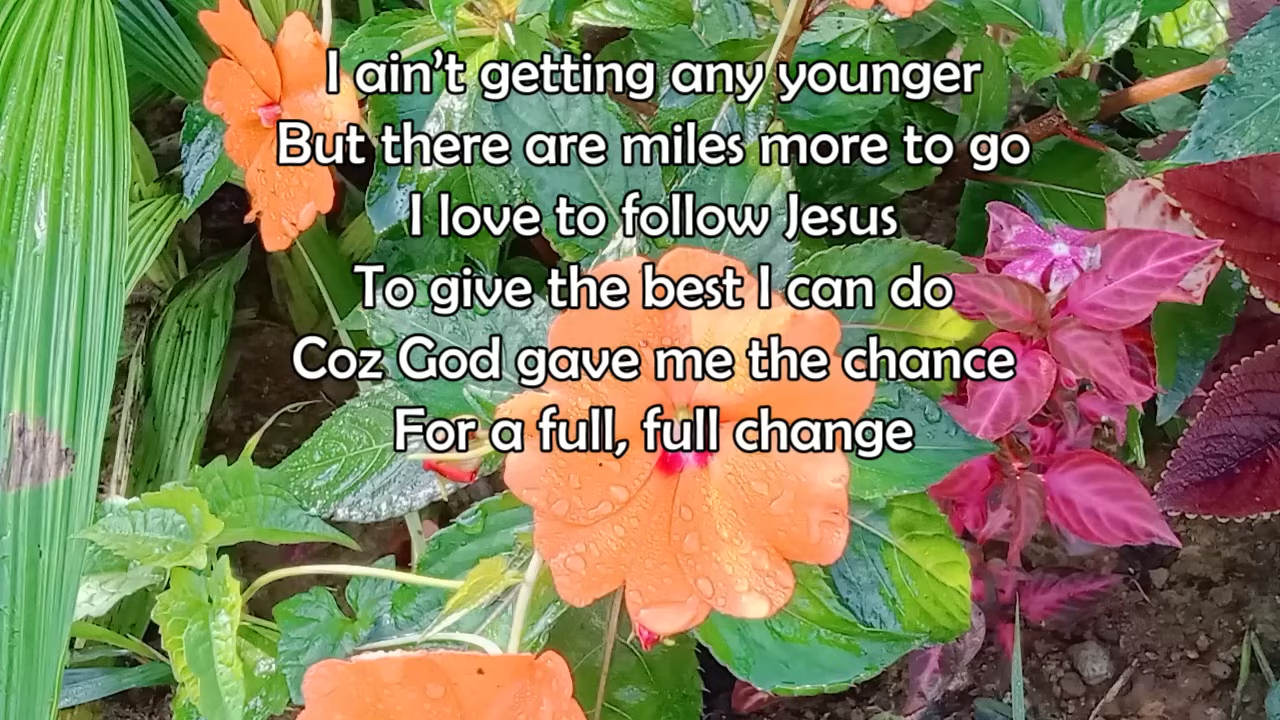 I ain't getting any younger
But there are miles more to go
I love to follow Jesus
To give the best I can do
Coz God gave me the chance
For a full, full change